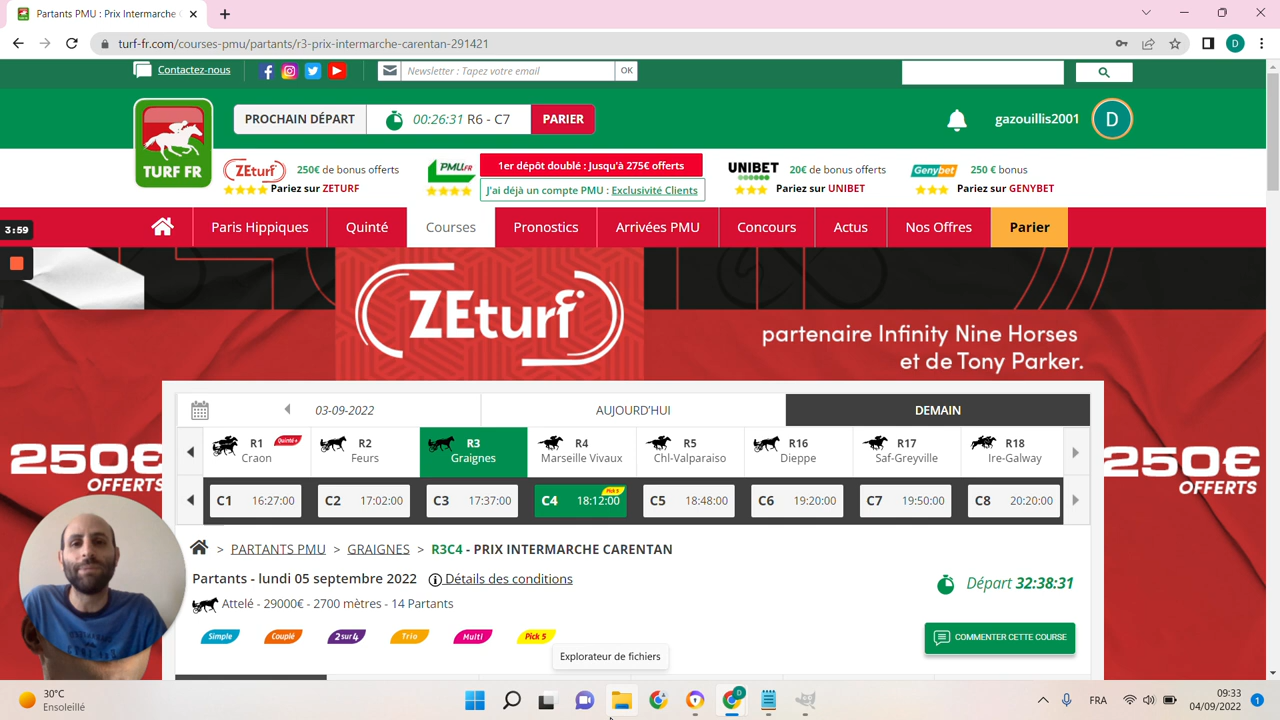 Partants PMU : Prix Intermarche
turf-fr.com/courses-pmu/partants/r3-prix-intermarche-carentan-291421
D
Contactez-nous
Newsletter : Tapez votre email
OK
TURF FR
PROCHAIN DÉPART
00:26:31 R6 - C7
PARIER
gazouillis2001
D
ZEturf
250€ de bonus offerts
Pariez sur ZETURF
PMU.FR
1er dépôt doublé : Jusqu'à 275€ offerts
J'ai déjà un compte PMU : Exclusivité Clients
UNIBET
20€ de bonus offerts
Pariez sur UNIBET
Genybet
250 € bonus
Pariez sur GENYBET
3:59
Paris Hippiques
Quinté
Courses
Pronostics
Arrivées PMU
Concours
Actus
Nos Offres
Parier
ZEturf
partenaire Infinity Nine Horses
et de Tony Parker.
250€
OFFERTS
250€
OFFERTS
03-09-2022
AUJOURD'HUI
DEMAIN
R1
Quinté+
Craon
R2
Feurs
R3
Graignes
R4
Marseille Vivaux
R5
Chl-Valparaiso
R16
Dieppe
R17
Saf-Greyville
R18
Ire-Galway
C1 16:27:00
C2 17:02:00
C3 17:37:00
C4 18:12:00
Pick 5
C5 18:48:00
C6 19:20:00
C7 19:50:00
C8 20:20:00
> PARTANTS PMU > GRAIGNES > R3C4 - PRIX INTERMARCHE CARENTAN
Partants - lundi 05 septembre 2022
Détails des conditions
Départ 32:38:31
Attelé - 29000€ - 2700 mètres - 14 Partants
Simple
Couplé
2sur4
Trio
Multi
Pick 5
COMMENTER CETTE COURSE
Explorateur de fichiers
30°C
Ensoleillé
D
FRA
09:33
04/09/2022
1